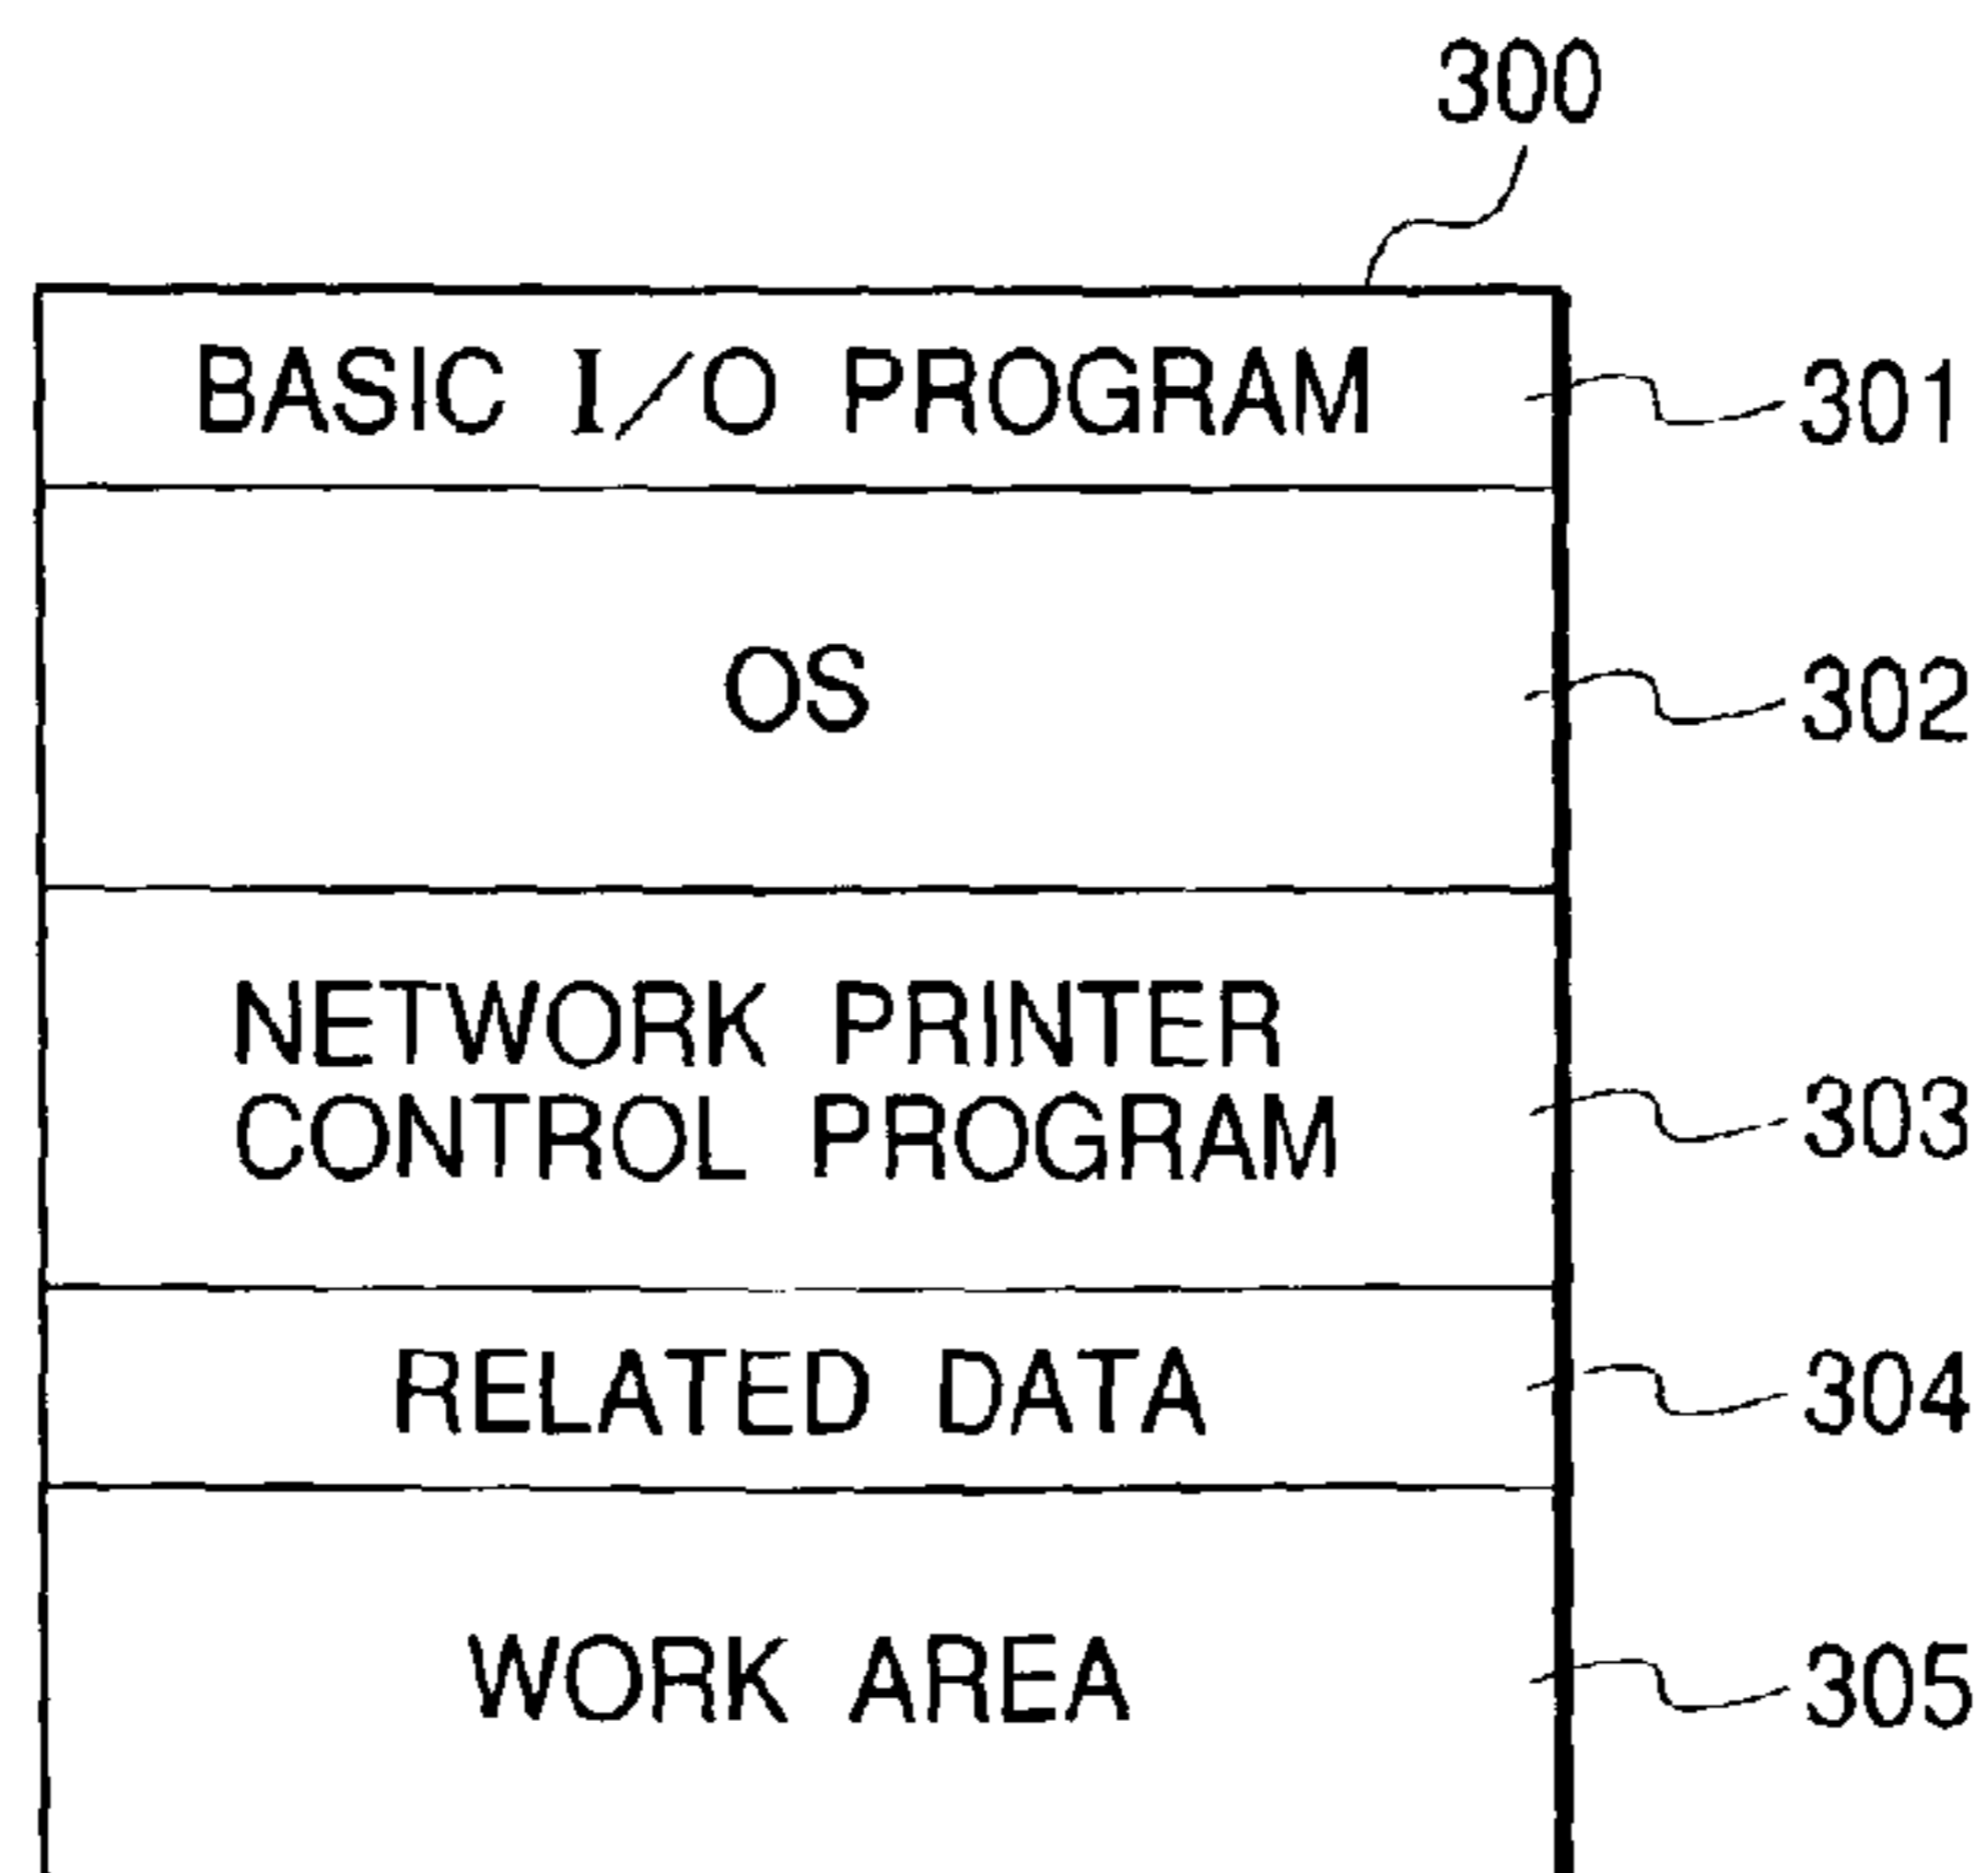 300
BASIC I/O PROGRAM 301
OS 302
NETWORK PRINTER
CONTROL PROGRAM 303
RELATED DATA 304
WORK AREA 305